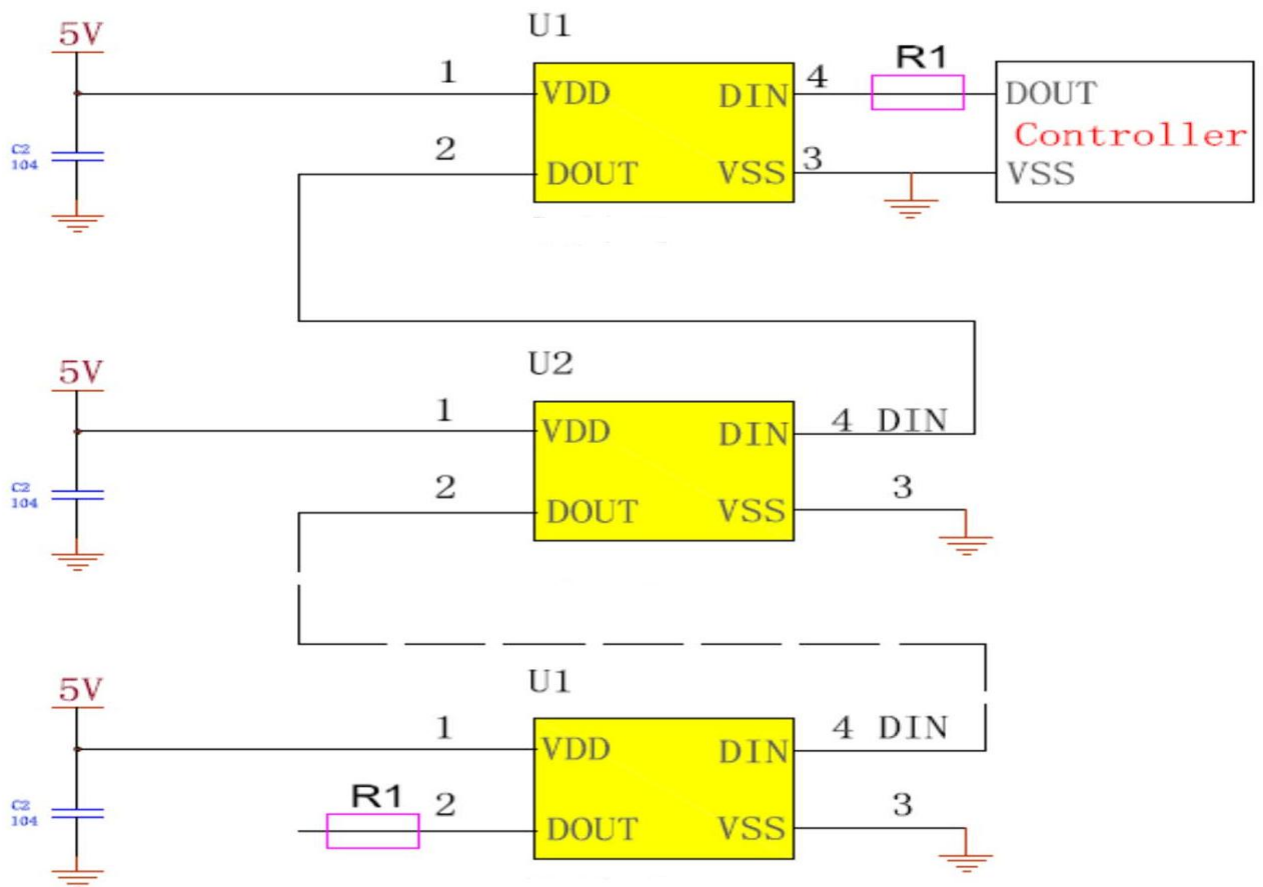 U1
5V
1
VDD
DIN
4
R1
DOUT
Controller
C2
104
2
DOUT
VSS
3
VSS
U2
5V
1
VDD
DIN
4 DIN
C2
104
2
DOUT
VSS
3
U1
5V
1
VDD
DIN
4 DIN
C2
104
R1
2
DOUT
VSS
3